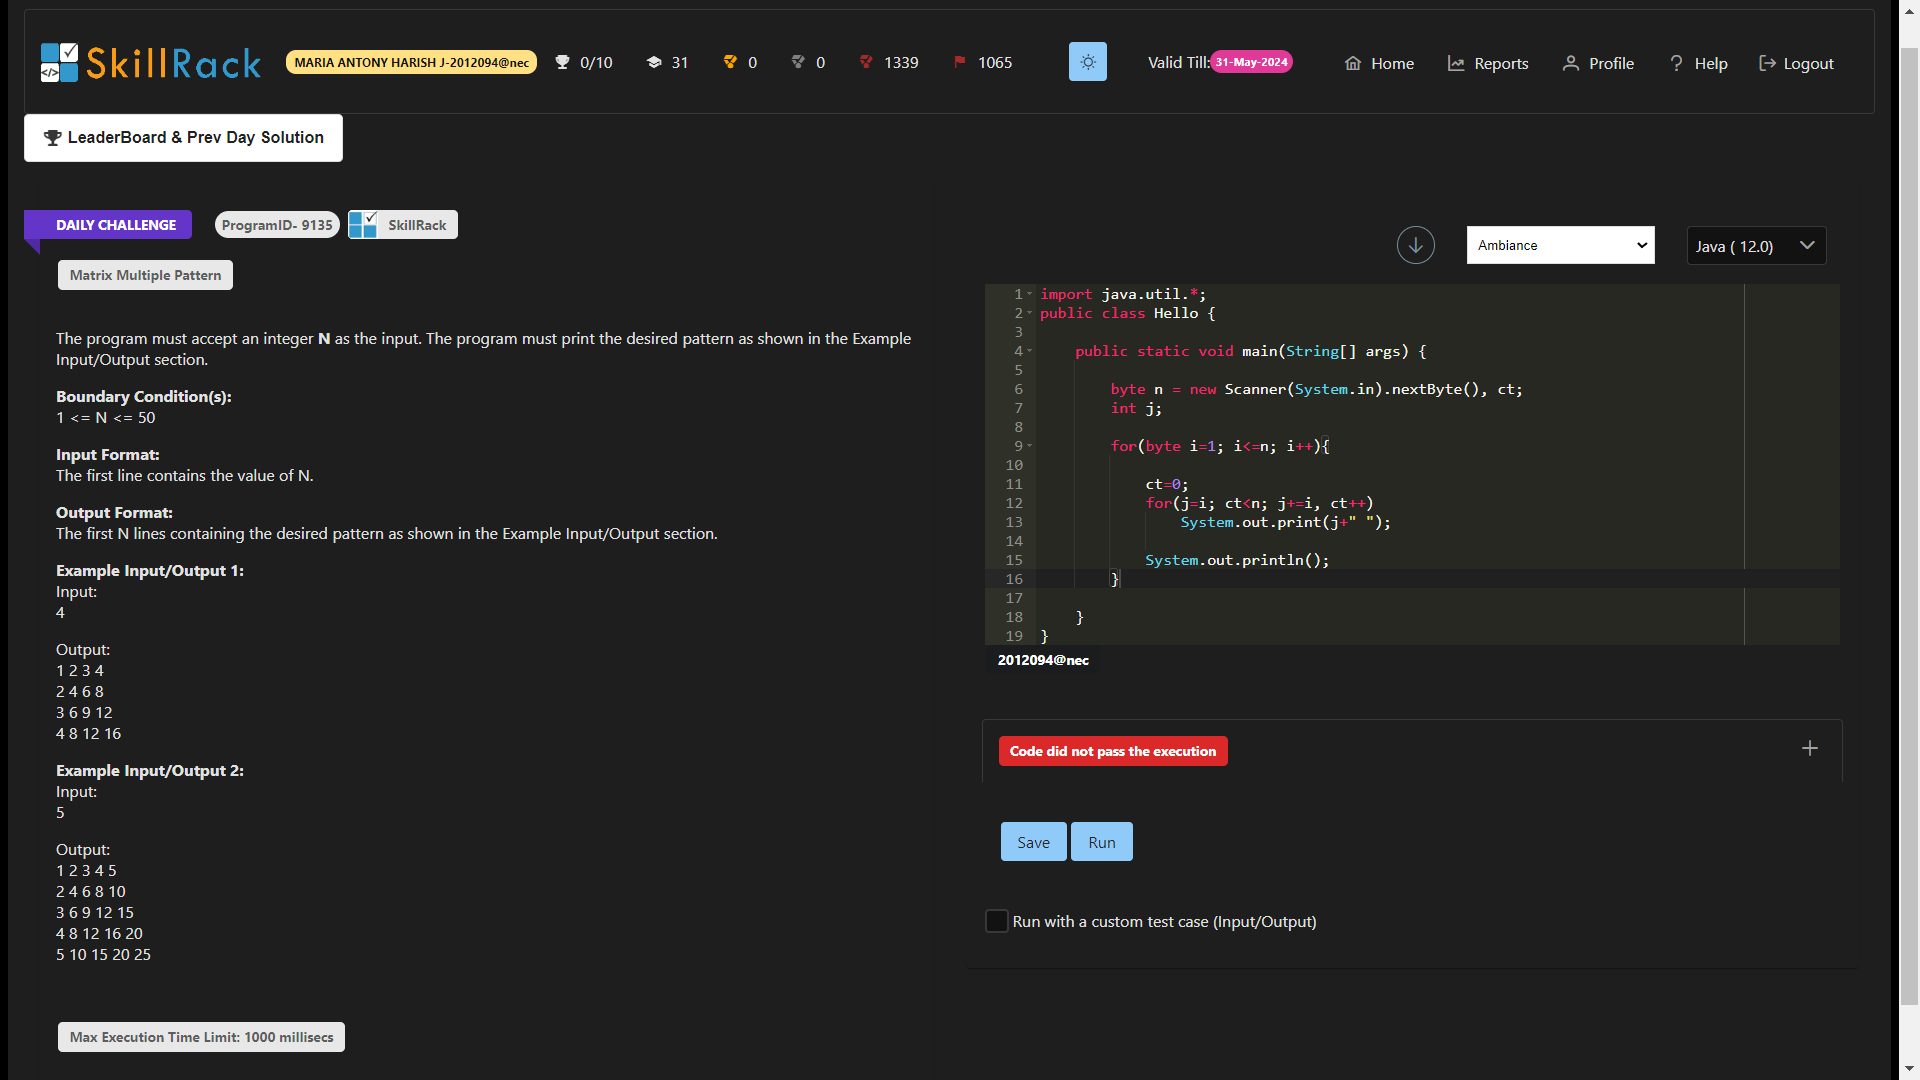 SkillRack
MARIA ANTONY HARISH J-2012094@nec 0/10 31 0 0 1339 1065 Valid Till: 31-May-2024 Home Reports Profile ? Help Logout
LeaderBoard & Prev Day Solution
DAILY CHALLENGE ProgramID- 9135 SkillRack
Matrix Multiple Pattern
The program must accept an integer N as the input. The program must print the desired pattern as shown in the Example
Input/Output section.
Boundary Condition(s):
1 <= N <= 50
Input Format:
The first line contains the value of N.
Output Format:
The first N lines containing the desired pattern as shown in the Example Input/Output section.
Example Input/Output 1:
Input:
4
Output:
1 2 3 4
2 4 6 8
3 6 9 12
4 8 12 16
Example Input/Output 2:
Input:
5
Output:
1 2 3 4 5
2 4 6 8 10
3 6 9 12 15
4 8 12 16 20
5 10 15 20 25
Max Execution Time Limit: 1000 millisecs
Ambiance Java ( 12.0)
1 import java.util.*;
2 public class Hello {
3
4 public static void main(String[] args) {
5
6 byte n = new Scanner(System.in).nextByte(), ct;
7 int j;
8
9 for(byte i=1; i<=n; i++){
10
11 ct=0;
12 for(j=i; ct<n; j+=i, ct++)
13 System.out.print(j+" ");
14
15 System.out.println();
16 }
17
18 }
19 }
2012094@nec
Code did not pass the execution
Save Run
Run with a custom test case (Input/Output)